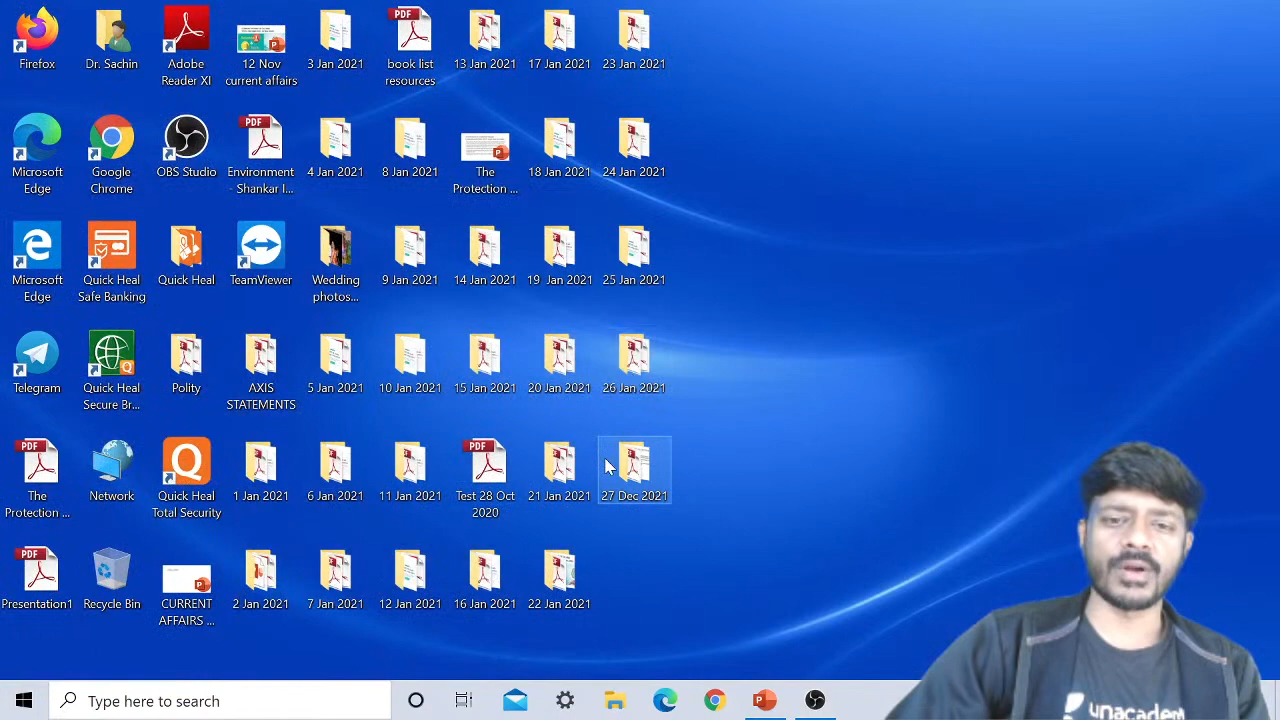 Firefox
Dr. Sachin
Adobe
Reader XI
12 Nov
current affairs
3 Jan 2021
PDF
book list
resources
13 Jan 2021
17 Jan 2021
23 Jan 2021
Microsoft
Edge
Google
Chrome
OBS Studio
PDF
Environment
- Shankar I...
4 Jan 2021
8 Jan 2021
The
Protection ...
18 Jan 2021
24 Jan 2021
Microsoft
Edge
Quick Heal
Safe Banking
Quick Heal
TeamViewer
Wedding
photos...
9 Jan 2021
14 Jan 2021
19 Jan 2021
25 Jan 2021
Telegram
Quick Heal
Secure Br...
Polity
AXIS
STATEMENTS
5 Jan 2021
10 Jan 2021
15 Jan 2021
20 Jan 2021
26 Jan 2021
PDF
The
Protection ...
Network
Quick Heal
Total Security
1 Jan 2021
6 Jan 2021
11 Jan 2021
PDF
Test 28 Oct
2020
21 Jan 2021
27 Dec 2021
PDF
Presentation1
Recycle Bin
CURRENT
AFFAIRS ...
2 Jan 2021
7 Jan 2021
12 Jan 2021
16 Jan 2021
22 Jan 2021
Type here to search
unacadem